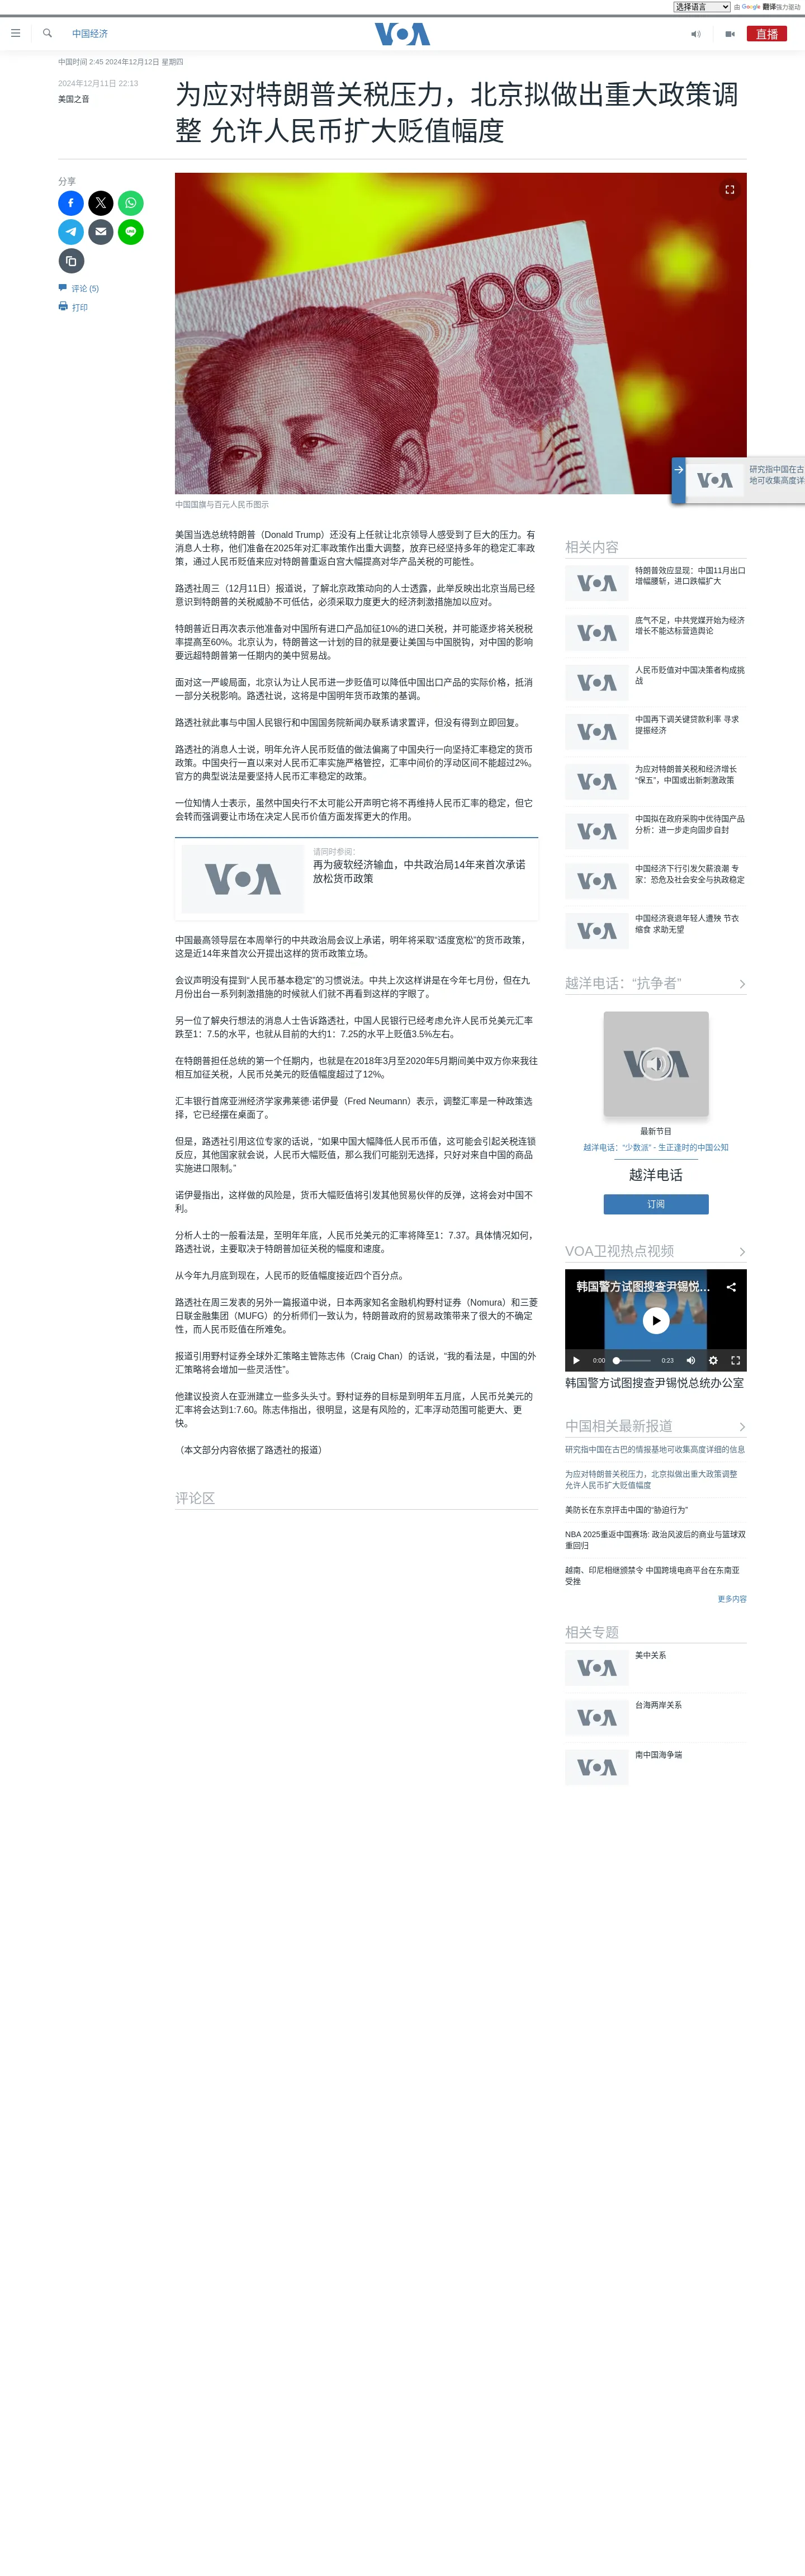 选择语言 由 Google 翻译强力驱动
中国经济
VOA
直播
中国时间 2:45 2024年12月12日 星期四
2024年12月11日 22:13
美国之音
为应对特朗普关税压力，北京拟做出重大政策调
整 允许人民币扩大贬值幅度
分享
评论 (5)
打印
100
VOA
研究指中国在古
地可收集高度详
中国国旗与百元人民币图示
美国当选总统特朗普（Donald Trump）还没有上任就让北京领导人感受到了巨大的压力。有
消息人士称，他们准备在2025年对汇率政策作出重大调整，放弃已经坚持多年的稳定汇率政
策，通过人民币贬值来应对特朗普重返白宫大幅提高对华产品关税的可能性。
路透社周三（12月11日）报道说，了解北京政策动向的人士透露，此举反映出北京当局已经
意识到特朗普的关税威胁不可低估，必须采取力度更大的经济刺激措施加以应对。
特朗普近日再次表示他准备对中国所有进口产品加征10%的进口关税，并可能逐步将关税税
率提高至60%。北京认为，特朗普这一计划的目的就是要让美国与中国脱钩，对中国的影响
要远超特朗普第一任期内的美中贸易战。
面对这一严峻局面，北京认为让人民币进一步贬值可以降低中国出口产品的实际价格，抵消
一部分关税影响。路透社说，这将是中国明年货币政策的基调。
路透社就此事与中国人民银行和中国国务院新闻办联系请求置评，但没有得到立即回复。
路透社的消息人士说，明年允许人民币贬值的做法偏离了中国央行一向坚持汇率稳定的货币
政策。中国央行一直以来对人民币汇率实施严格管控，汇率中间价的浮动区间不能超过2%。
官方的典型说法是要坚持人民币汇率稳定的政策。
一位知情人士表示，虽然中国央行不太可能公开声明它将不再维持人民币汇率的稳定，但它
会转而强调要让市场在决定人民币价值方面发挥更大的作用。
VOA
请同时参阅：
再为疲软经济输血，中共政治局14年来首次承诺
放松货币政策
中国最高领导层在本周举行的中共政治局会议上承诺，明年将采取“适度宽松”的货币政策，
这是近14年来首次公开提出这样的货币政策立场。
会议声明没有提到“人民币基本稳定”的习惯说法。中共上次这样讲是在今年七月份，但在九
月份出台一系列刺激措施的时候就人们就不再看到这样的字眼了。
另一位了解央行想法的消息人士告诉路透社，中国人民银行已经考虑允许人民币兑美元汇率
跌至1：7.5的水平，也就从目前的大约1：7.25的水平上贬值3.5%左右。
在特朗普担任总统的第一个任期内，也就是在2018年3月至2020年5月期间美中双方你来我往
相互加征关税，人民币兑美元的贬值幅度超过了12%。
汇丰银行首席亚洲经济学家弗莱德·诺伊曼（Fred Neumann）表示，调整汇率是一种政策选
择，它已经摆在桌面了。
但是，路透社引用这位专家的话说，“如果中国大幅降低人民币币值，这可能会引起关税连锁
反应，其他国家就会说，人民币大幅贬值，那么我们可能别无选择，只好对来自中国的商品
实施进口限制。”
诺伊曼指出，这样做的风险是，货币大幅贬值将引发其他贸易伙伴的反弹，这将会对中国不
利。
分析人士的一般看法是，至明年年底，人民币兑美元的汇率将降至1：7.37。具体情况如何，
路透社说，主要取决于特朗普加征关税的幅度和速度。
从今年九月底到现在，人民币的贬值幅度接近四个百分点。
路透社在周三发表的另外一篇报道中说，日本两家知名金融机构野村证券（Nomura）和三菱
日联金融集团（MUFG）的分析师们一致认为，特朗普政府的贸易政策带来了很大的不确定
性，而人民币贬值在所难免。
报道引用野村证券全球外汇策略主管陈志伟（Craig Chan）的话说，“我的看法是，中国的外
汇策略将会增加一些灵活性”。
他建议投资人在亚洲建立一些多头头寸。野村证券的目标是到明年五月底，人民币兑美元的
汇率将会达到1:7.60。陈志伟指出，很明显，这是有风险的，汇率浮动范围可能更大、更
快。
（本文部分内容依据了路透社的报道）
评论区
相关内容
VOA
特朗普效应显现：中国11月出口
增幅腰斩，进口跌幅扩大
VOA
底气不足，中共党媒开始为经济
增长不能达标营造舆论
VOA
人民币贬值对中国决策者构成挑
战
VOA
中国再下调关键贷款利率 寻求
提振经济
VOA
为应对特朗普关税和经济增长
“保五”，中国或出新刺激政策
VOA
中国拟在政府采购中优待国产品
分析：进一步走向固步自封
VOA
中国经济下行引发欠薪浪潮 专
家：恐危及社会安全与执政稳定
VOA
中国经济衰退年轻人遭殃 节衣
缩食 求助无望
越洋电话：“抗争者”
VOA
最新节目
越洋电话：“少数派” - 生正逢时的中国公知
越洋电话
订阅
VOA卫视热点视频
韩国警方试图搜查尹锡悦...
0:00
0:23
韩国警方试图搜查尹锡悦总统办公室
中国相关最新报道
研究指中国在古巴的情报基地可收集高度详细的信息
为应对特朗普关税压力，北京拟做出重大政策调整
允许人民币扩大贬值幅度
美防长在东京抨击中国的“胁迫行为”
NBA 2025重返中国赛场: 政治风波后的商业与篮球双
重回归
越南、印尼相继颁禁令 中国跨境电商平台在东南亚
受挫
更多内容
相关专题
VOA
美中关系
VOA
台海两岸关系
VOA
南中国海争端